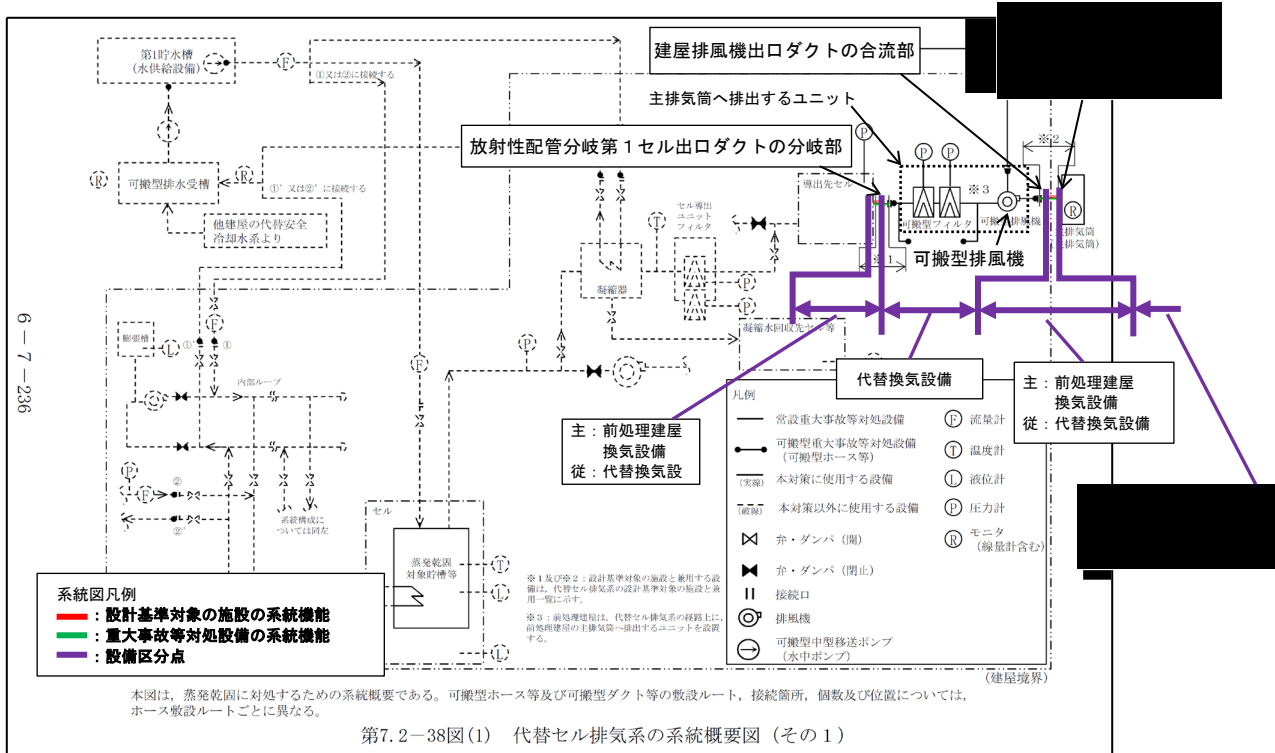 第1貯水槽
(水供給設備)
F
①又は②に接続する
建屋排風機出口ダクトの合流部
主排気筒へ排出するユニット
P
※2
放射性配管分岐第１セル出口ダクトの分岐部
R
可搬型排水受槽
R
①’又は②’に接続する
他建屋の代替安全
冷却水系より
導出先セル
P
P
※3
可搬型フィルタ
可搬型排風機
R
主排気筒
セル導出
ユニット
フィルタ
T
※1
凝縮器
P
P
凝縮水回収先セル等
6－7－236
膨張槽
L
①’
①
F
内部ループ
P
F
P
F
②
②’
系統構成に
ついては同左
代替換気設備
主：前処理建屋
換気設備
従：代替換気設
主：前処理建屋
換気設備
従：代替換気設備
凡例
常設重大事故等対処設備
可搬型重大事故等対処設備
(可搬型ホース等)
(実線)
本対策に使用する設備
(破線)
本対策以外に使用する設備
弁・ダンパ（開）
弁・ダンパ（閉止）
接続口
排風機
可搬型中型移送ポンプ
(水中ポンプ)
F 流量計
T 温度計
L 液位計
P 圧力計
R モニタ
(線量計含む)
セル
蒸発乾固
対象貯槽等
T
L
L
※１及び※２：設計基準対象の施設と兼用する設
備は，代替セル排気系の設計基準対象の施設と兼
用一覧に示す。
※３：前処理建屋は，代替セル排気系の経路上に，
前処理建屋の主排気筒へ排出するユニットを設置
する。
系統図凡例
：設計基準対象の施設の系統機能
：重大事故等対処設備の系統機能
：設備区分点
(建屋境界)
本図は，蒸発乾固に対処するための系統概要である。可搬型ホース等及び可搬型ダクト等の敷設ルート，接続箇所，個数及び位置については，
ホース敷設ルートごとに異なる。
第7.2－38図(1)　代替セル排気系の系統概要図（その１）